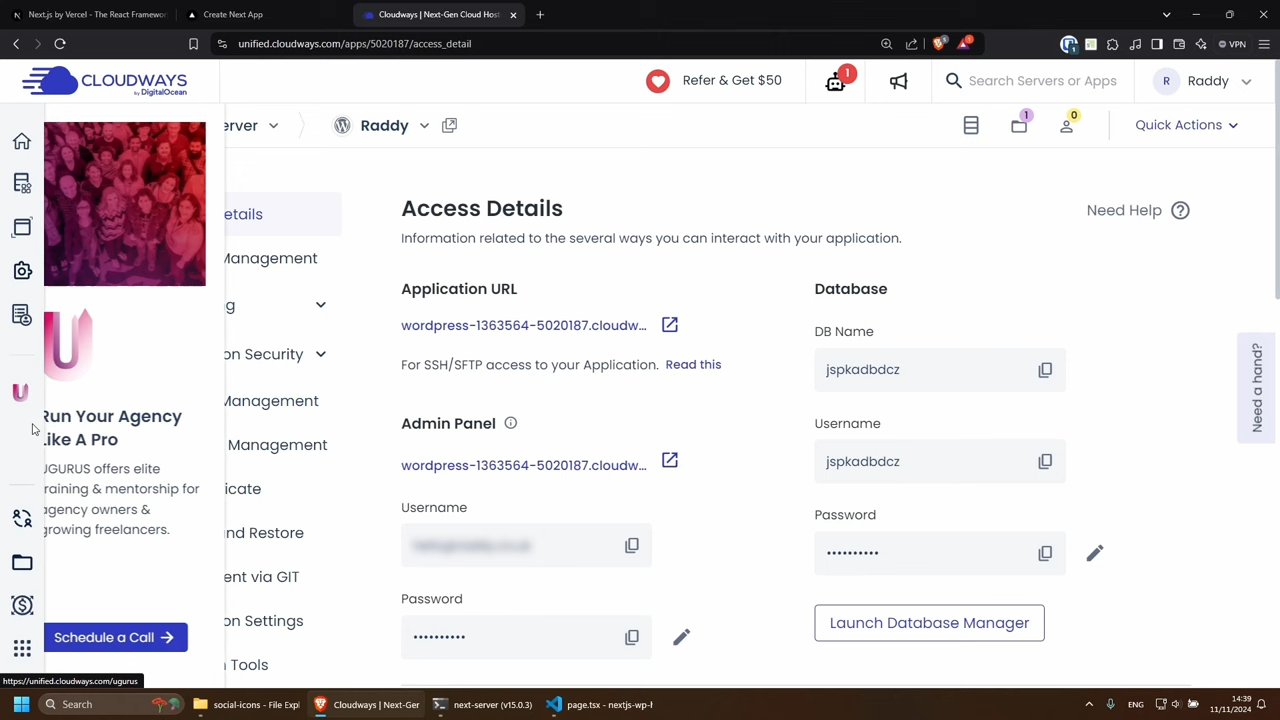 Next.js by Vercel - The React Framewor
Create Next App
Cloudways | Next-Gen Cloud Host
unified.cloudways.com/apps/5020187/access_detail
VPN
CLOUDWAYS
by DigitalOcean
Refer & Get $50
1
Search Servers or Apps
R
Raddy
erver
Raddy
1
0
Quick Actions
etails
Management
g
on Security
Management
Management
icate
nd Restore
ent via GIT
on Settings
n Tools
U
U
Run Your Agency
Like A Pro
UGURUS offers elite
training & mentorship for
agency owners &
growing freelancers.
Schedule a Call
https://unified.cloudways.com/ugurus
Access Details
Need Help
Information related to the several ways you can interact with your application.
Application URL
wordpress-1363564-5020187.cloudw...
For SSH/SFTP access to your Application. Read this
Admin Panel
wordpress-1363564-5020187.cloudw...
Username
Password
••••••••••
Database
DB Name
jspkadbdcz
Username
jspkadbdcz
Password
••••••••••
Launch Database Manager
Need a hand?
Search
social-icons - File Expl
Cloudways | Next-Ger
next-server (v15.0.3)
page.tsx - nextjs-wp-h
ENG
14:39
11/11/2024